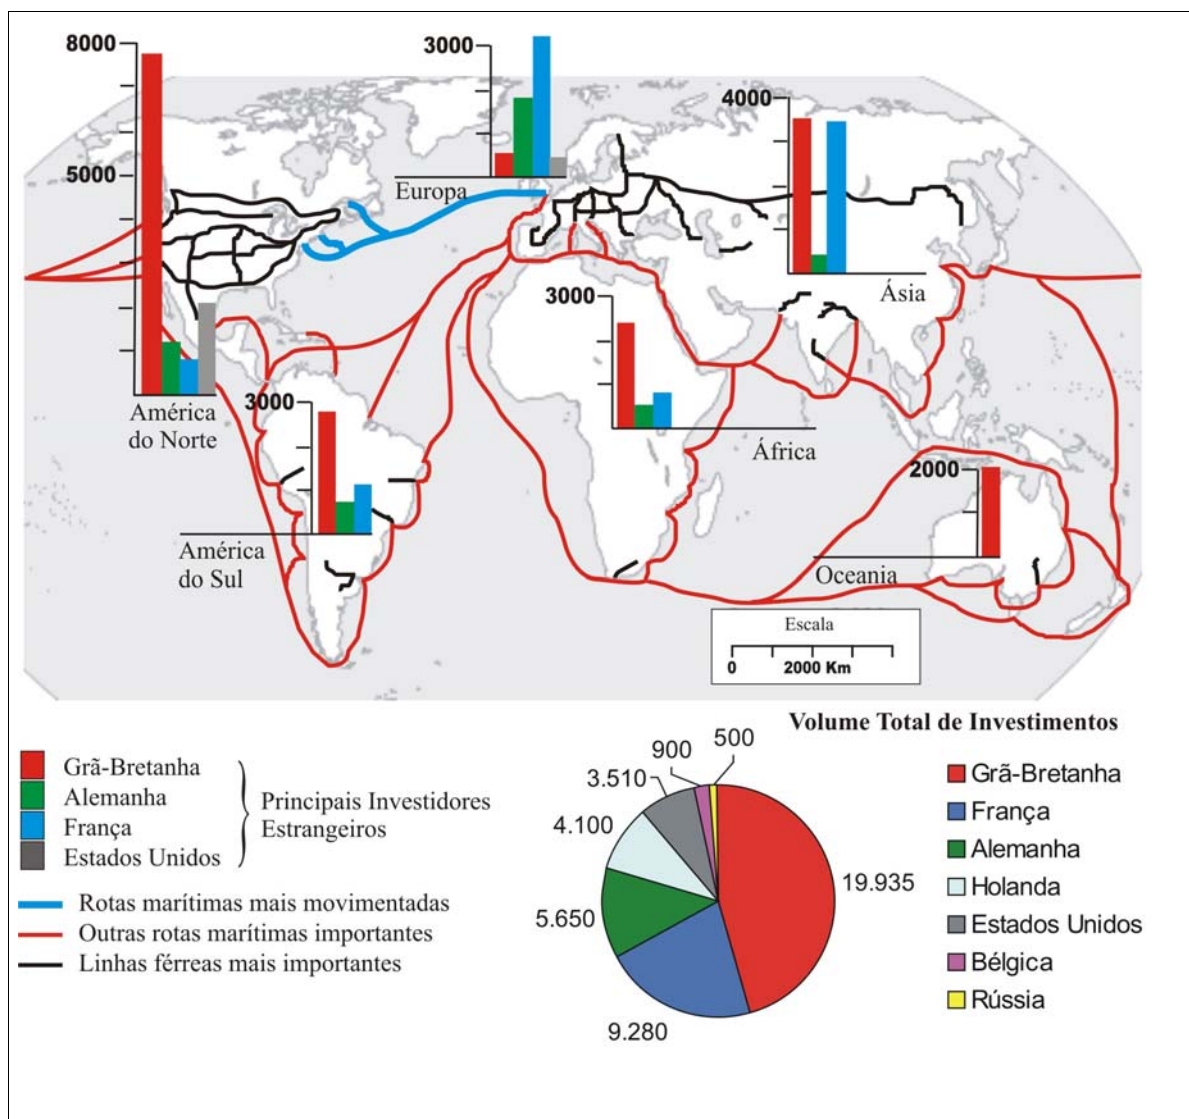 8000
5000
América
do Norte
3000
Europa
4000
Ásia
3000
África
3000
América
do Sul
2000
Oceania
Escala
0 2000 Km
Grã-Bretanha
Alemanha
França
Estados Unidos
Principais Investidores
Estrangeiros
Rotas marítimas mais movimentadas
Outras rotas marítimas importantes
Linhas férreas mais importantes
Volume Total de Investimentos
500
900
3.510
4.100
5.650
9.280
19.935
Grã-Bretanha
França
Alemanha
Holanda
Estados Unidos
Bélgica
Rússia